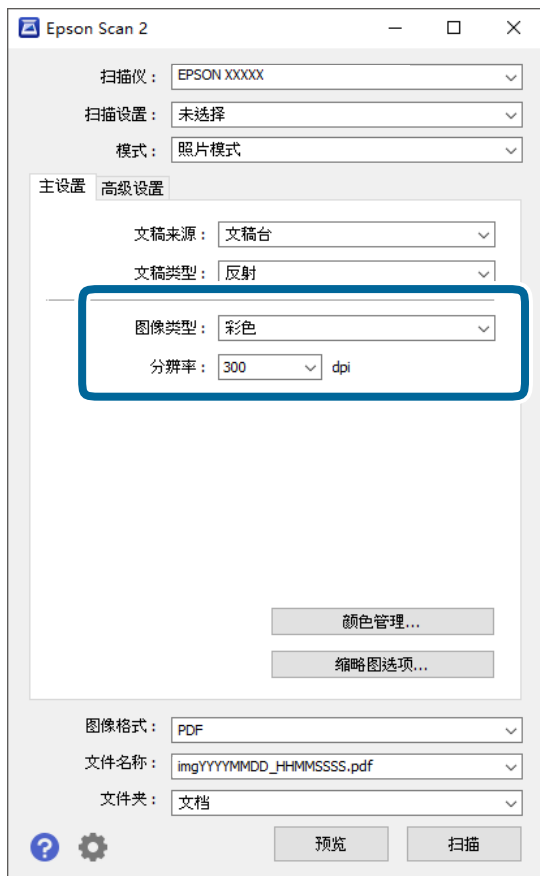 Epson Scan 2
扫描仪： EPSON XXXXX
扫描设置： 未选择
模式： 照片模式
主设置 高级设置
文稿来源： 文稿台
文稿类型： 反射
图像类型： 彩色
分辨率： 300 dpi
颜色管理...
缩略图选项...
图像格式： PDF
文件名称： imgYYYYMMDD_HHMMSSSS.pdf
文件夹： 文档
? 预览 扫描